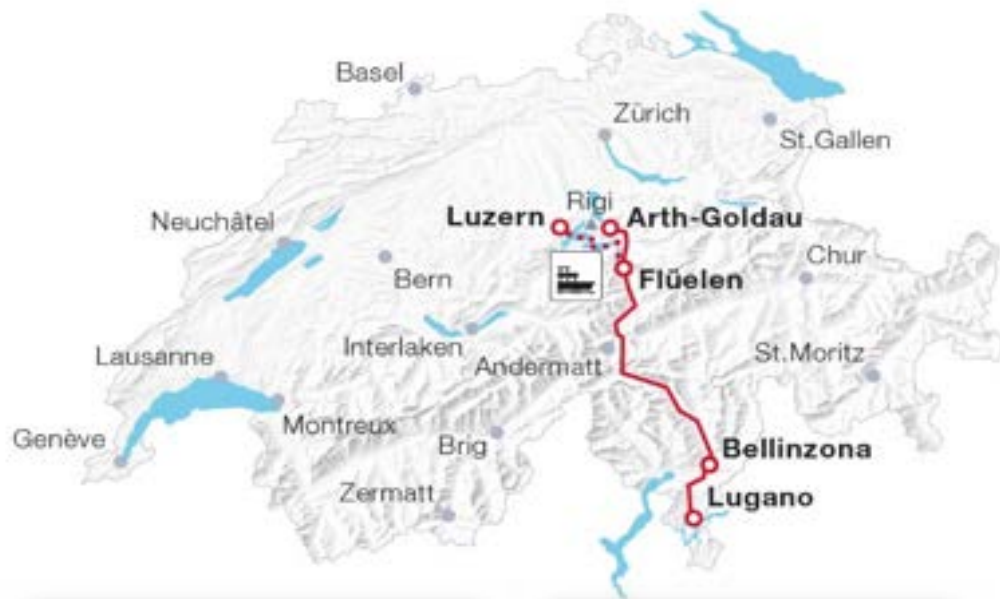 Basel
Zürich
St.Gallen
Rigi
Neuchâtel
Luzern
Arth-Goldau
Bern
Flüelen
Chur
Interlaken
Andermatt
St.Moritz
Lausanne
Montreux
Genève
Brig
Bellinzona
Zermatt
Lugano